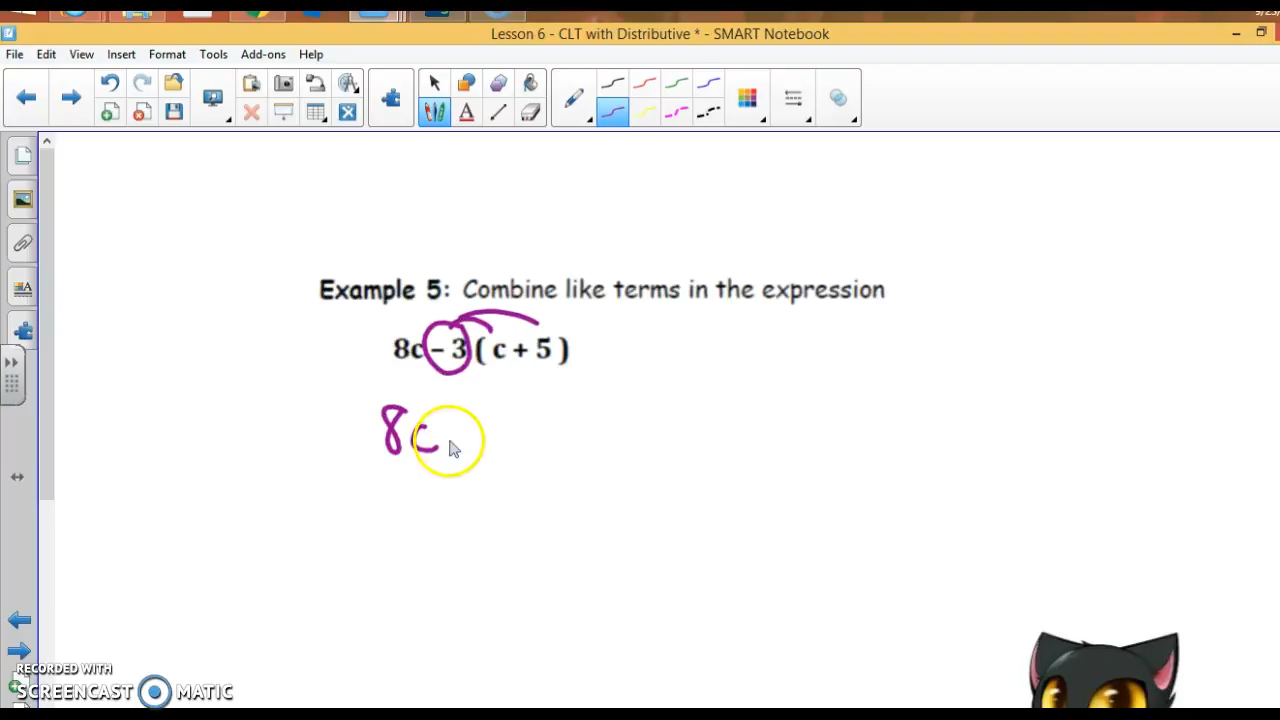 Lesson 6 - CLT with Distributive * - SMART Notebook
File Edit View Insert Format Tools Add-ons Help
Example 5: Combine like terms in the expression
8c – 3 ( c + 5 )
8c
RECORDED WITH
SCREENCAST MATIC